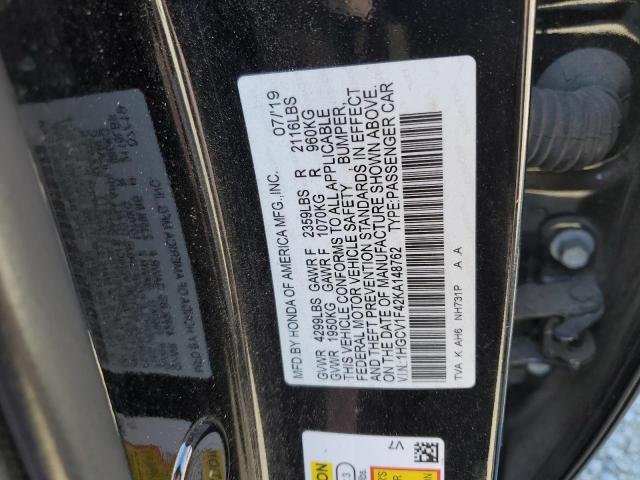 MFD.BY HONDA OF AMERICA MFG.,INC. 07/19
GVWR 4299LBS GAWR F 2359LBS R 2116LBS
GVWR 1950KG GAWR F 1070KG R 960KG
THIS VEHICLE CONFORMS TO ALL APPLICABLE
FEDERAL MOTOR VEHICLE SAFETY, BUMPER,
AND THEFT PREVENTION STANDARDS IN EFFECT
ON THE DATE OF MANUFACTURE SHOWN ABOVE.
V.I.N.:1HGCV1F42KA148762 TYPE:PASSENGER CAR
TVA K AH6 NH731P A A
V7